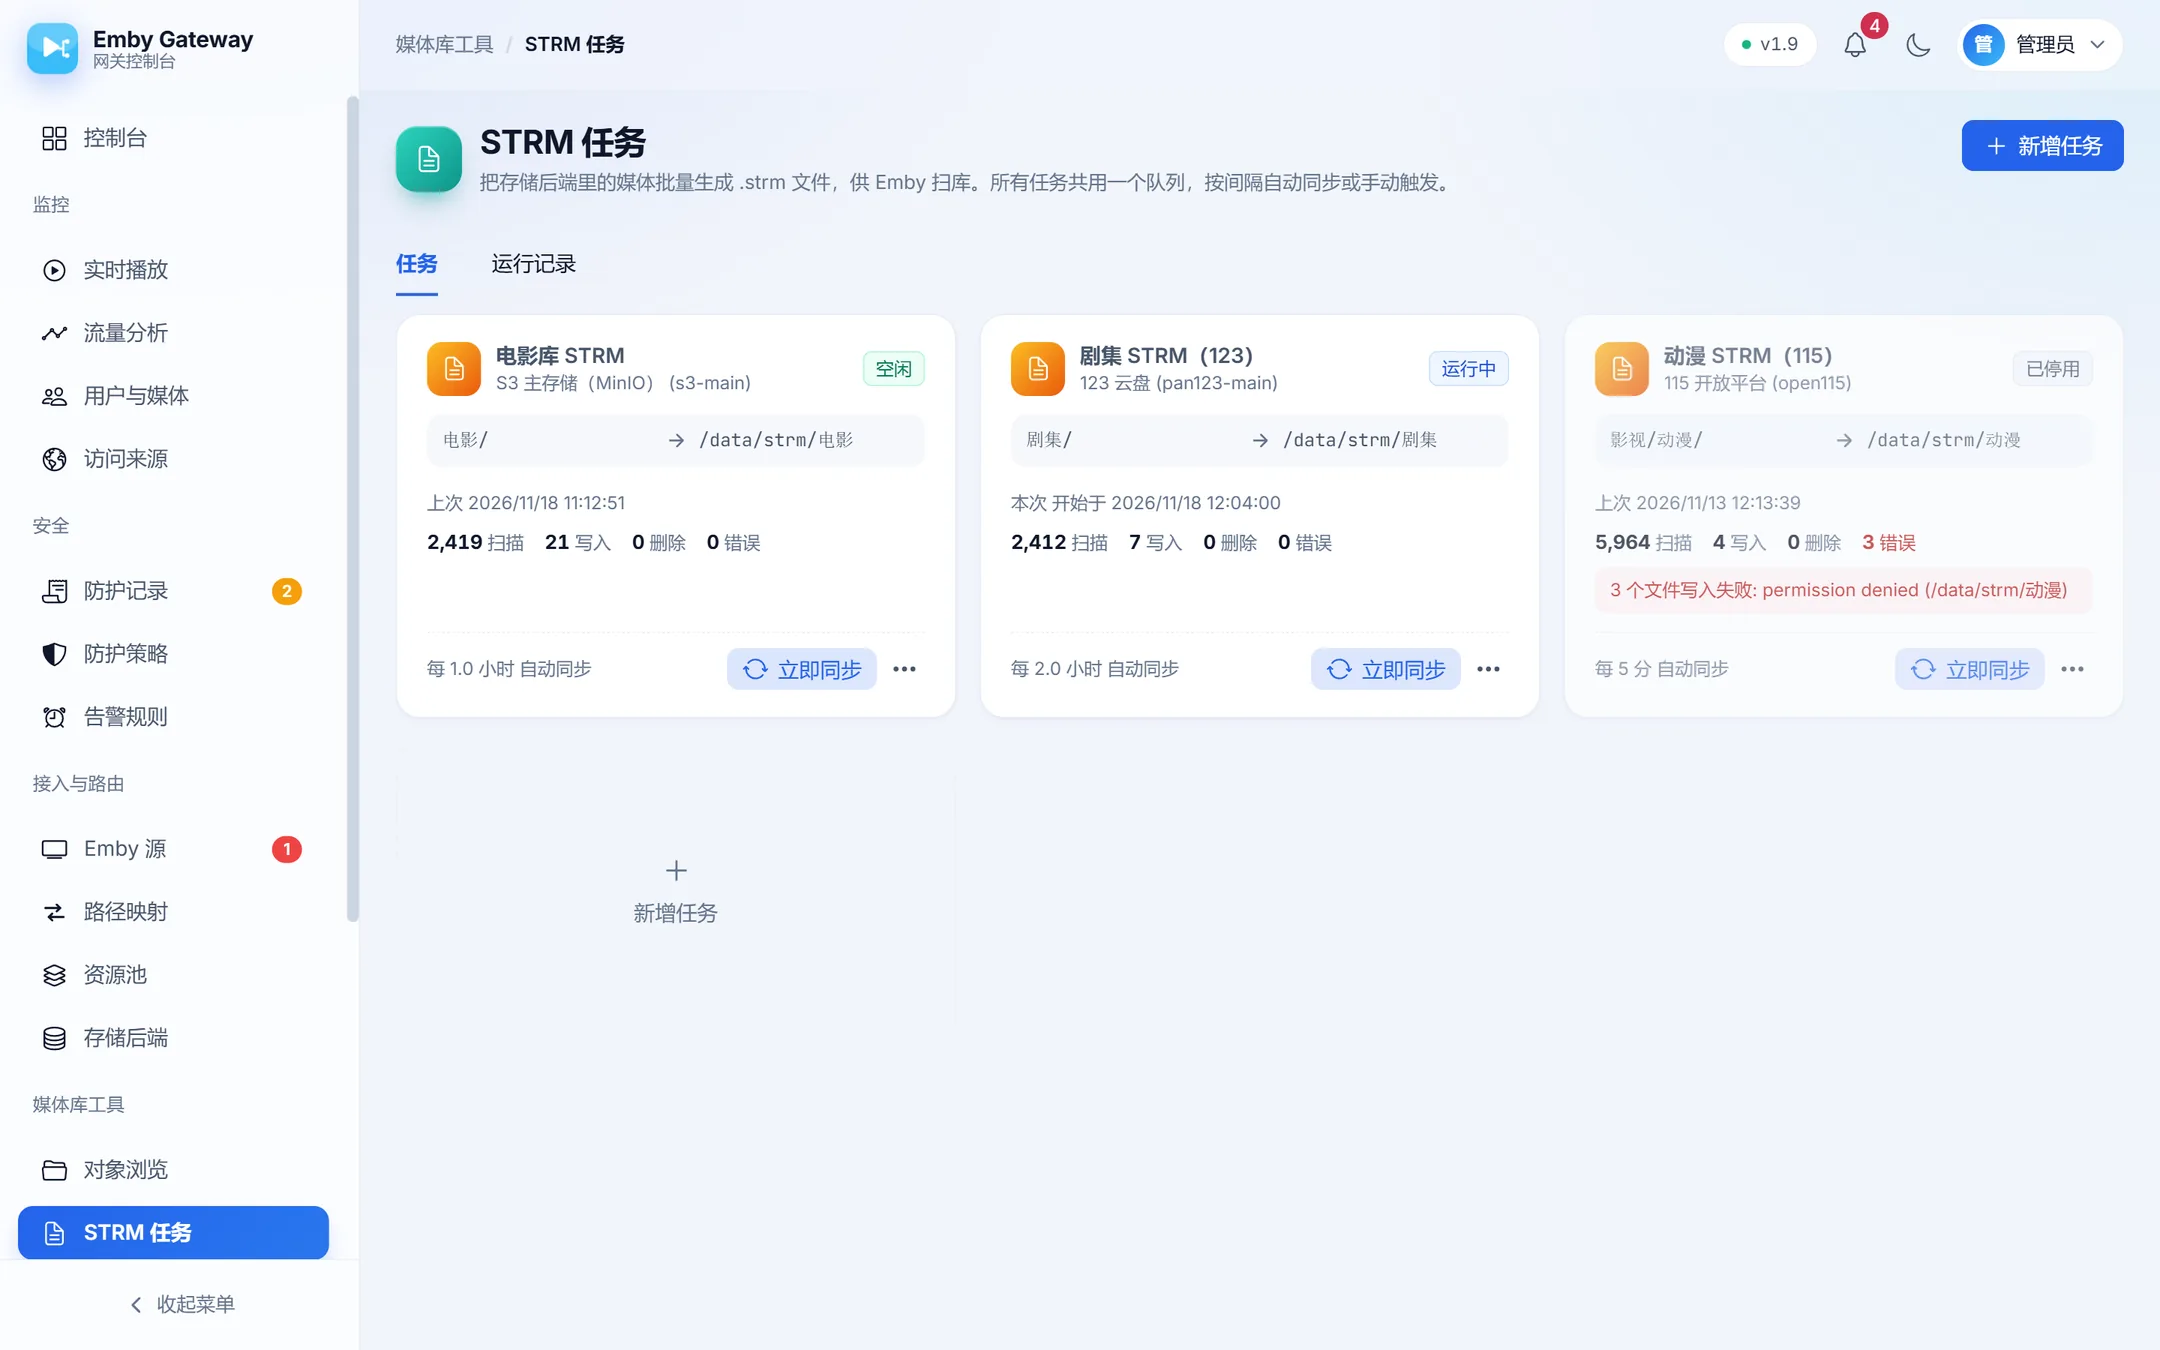 Emby Gateway
网关控制台
控制台
监控
实时播放
流量分析
用户与媒体
访问来源
安全
防护记录 2
防护策略
告警规则
接入与路由
Emby 源 1
路径映射
资源池
存储后端
媒体库工具
对象浏览
STRM 任务
收起菜单
媒体库工具 / STRM 任务
v1.9
4
管 管理员
STRM 任务
把存储后端里的媒体批量生成 .strm 文件，供 Emby 扫库。所有任务共用一个队列，按间隔自动同步或手动触发。
新增任务
任务 运行记录
电影库 STRM
S3 主存储（MinIO） (s3-main)
空闲
电影/ → /data/strm/电影
上次 2026/11/18 11:12:51
2,419 扫描 21 写入 0 删除 0 错误
每 1.0 小时 自动同步 立即同步
剧集 STRM（123）
123 云盘 (pan123-main)
运行中
剧集/ → /data/strm/剧集
本次 开始于 2026/11/18 12:04:00
2,412 扫描 7 写入 0 删除 0 错误
每 2.0 小时 自动同步 立即同步
动漫 STRM（115）
115 开放平台 (open115)
已停用
影视/动漫/ → /data/strm/动漫
上次 2026/11/13 12:13:39
5,964 扫描 4 写入 0 删除 3 错误
3 个文件写入失败: permission denied (/data/strm/动漫)
每 5 分 自动同步 立即同步
新增任务